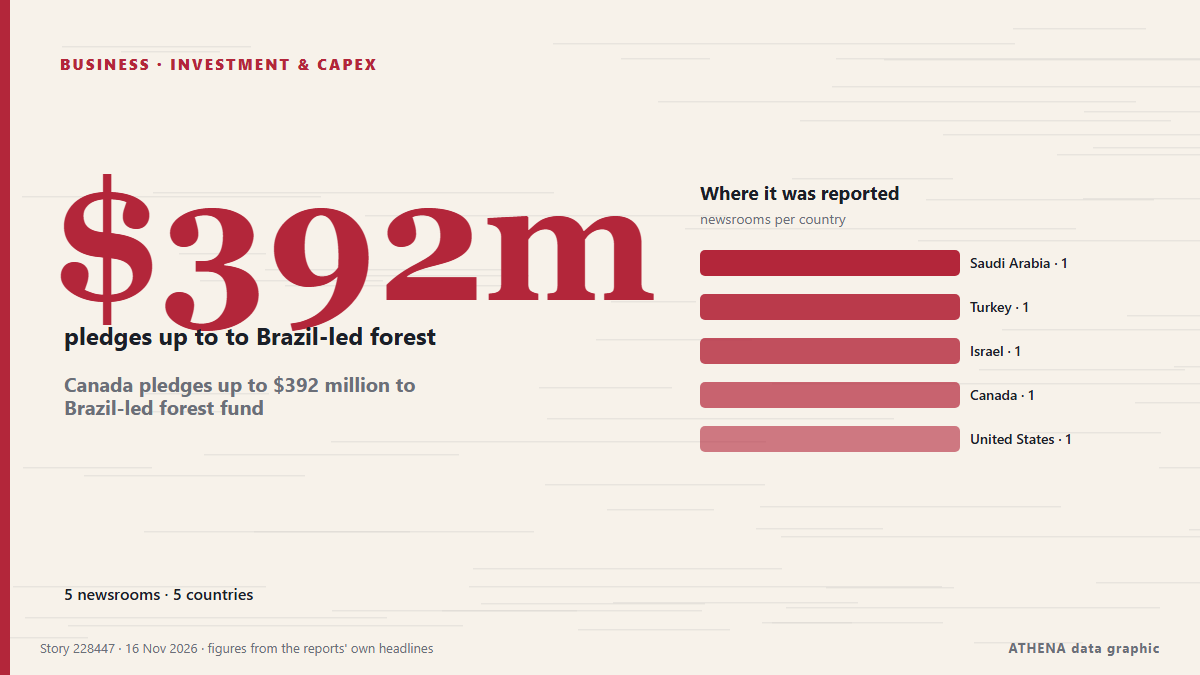 BUSINESS · INVESTMENT & CAPEX
$392m
pledges up to to Brazil-led forest
Canada pledges up to $392 million to
Brazil-led forest fund
Where it was reported
newsrooms per country
Saudi Arabia · 1
Turkey · 1
Israel · 1
Canada · 1
United States · 1
5 newsrooms · 5 countries
Story 228447 · 16 Nov 2026 · figures from the reports' own headlines
ATHENA data graphic